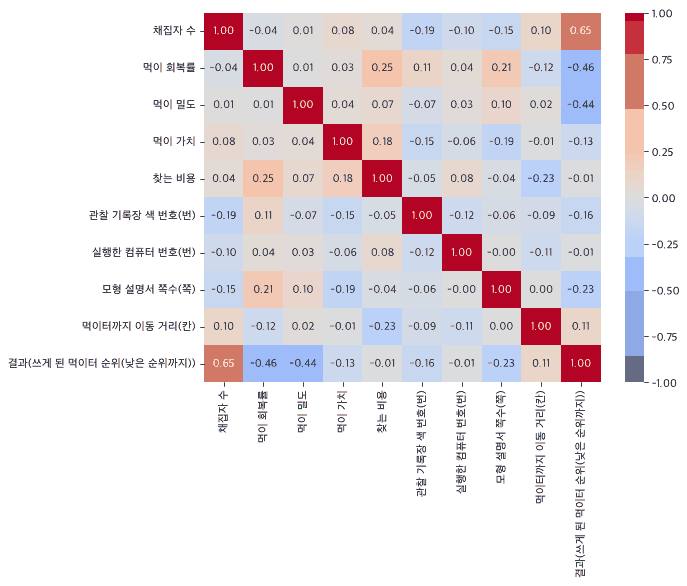 채집자 수 1.00 -0.04 0.01 0.08 0.04 -0.19 -0.10 -0.15 0.10 0.65
먹이 회복률 -0.04 1.00 0.01 0.03 0.25 0.11 0.04 0.21 -0.12 -0.46
먹이 밀도 0.01 0.01 1.00 0.04 0.07 -0.07 0.03 0.10 0.02 -0.44
먹이 가치 0.08 0.03 0.04 1.00 0.18 -0.15 -0.06 -0.19 -0.01 -0.13
찾는 비용 0.04 0.25 0.07 0.18 1.00 -0.05 0.08 -0.04 -0.23 -0.01
관찰 기록장 색 번호(번) -0.19 0.11 -0.07 -0.15 -0.05 1.00 -0.12 -0.06 -0.09 -0.16
실행한 컴퓨터 번호(번) -0.10 0.04 0.03 -0.06 0.08 -0.12 1.00 -0.00 -0.11 -0.01
모형 설명서 쪽수(쪽) -0.15 0.21 0.10 -0.19 -0.04 -0.06 -0.00 1.00 0.00 -0.23
먹이터까지 이동 거리(칸) 0.10 -0.12 0.02 -0.01 -0.23 -0.09 -0.11 0.00 1.00 0.11
결과(쓰게 된 먹이터 순위(낮은 순위까지)) 0.65 -0.46 -0.44 -0.13 -0.01 -0.16 -0.01 -0.23 0.11 1.00
채집자 수
먹이 회복률
먹이 밀도
먹이 가치
찾는 비용
관찰 기록장 색 번호(번)
실행한 컴퓨터 번호(번)
모형 설명서 쪽수(쪽)
먹이터까지 이동 거리(칸)
결과(쓰게 된 먹이터 순위(낮은 순위까지))
1.00
0.75
0.50
0.25
0.00
-0.25
-0.50
-0.75
-1.00